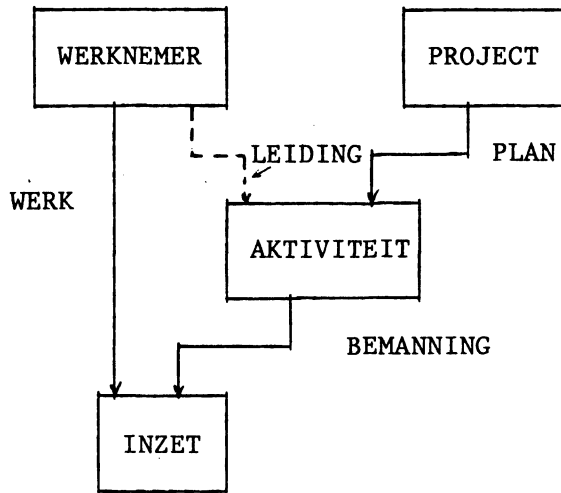 WERKNEMER
PROJECT
LEIDING
PLAN
WERK
AKTIVITEIT
BEMANNING
INZET